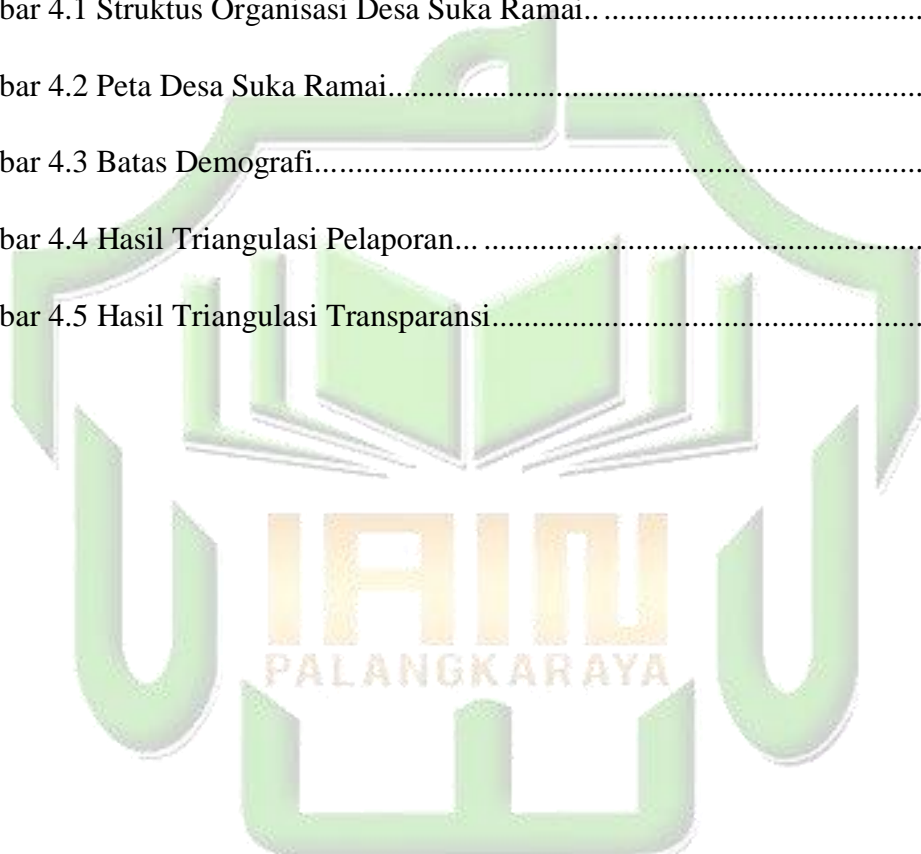 bar 4.1 Struktus Organisasi Desa Suka Ramai.. ..........................................
bar 4.2 Peta Desa Suka Ramai...............................................................................
bar 4.3 Batas Demografi.........................................................................................
bar 4.4 Hasil Triangulasi Pelaporan... ....................................................................
bar 4.5 Hasil Triangulasi Transparansi....................................................................
IAIN
PALANGKARAYA